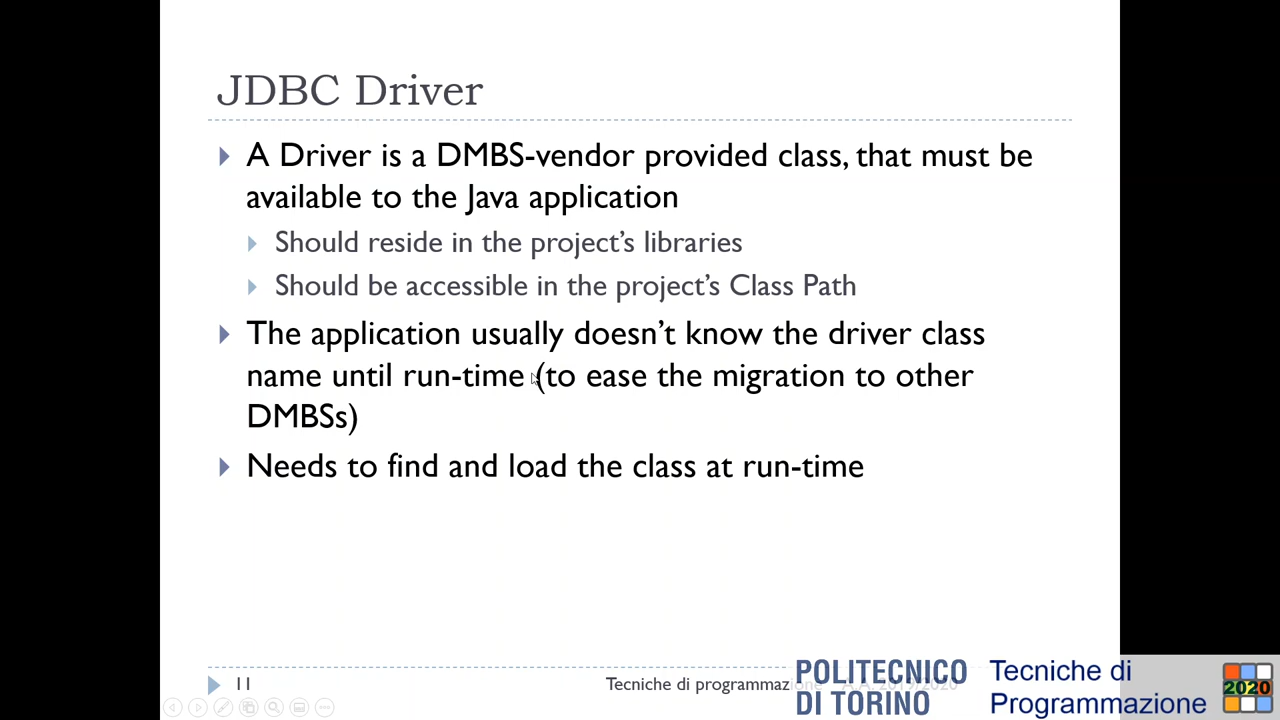 JDBC Driver
A Driver is a DMBS-vendor provided class, that must be
available to the Java application
Should reside in the project's libraries
Should be accessible in the project's Class Path
The application usually doesn't know the driver class
name until run-time (to ease the migration to other
DMBSs)
Needs to find and load the class at run-time
11
Tecniche di programmazione A.A. 2019/2020
POLITECNICO
DI TORINO
Tecniche di
Programmazione
2020